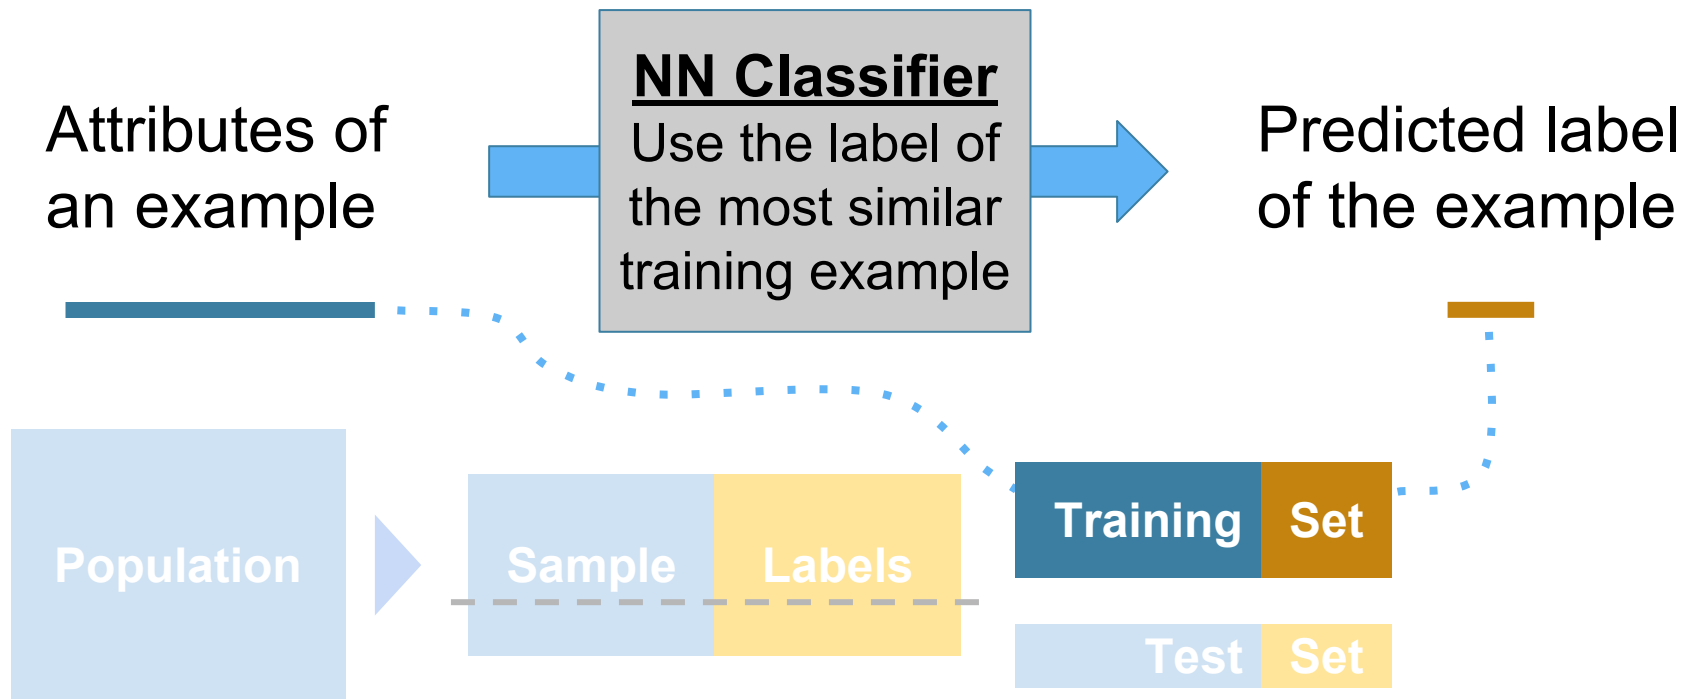 NN Classifier
Use the label of
the most similar
training example
Attributes of
an example
Predicted label
of the example
Population
Sample Labels
Training Set
Test Set